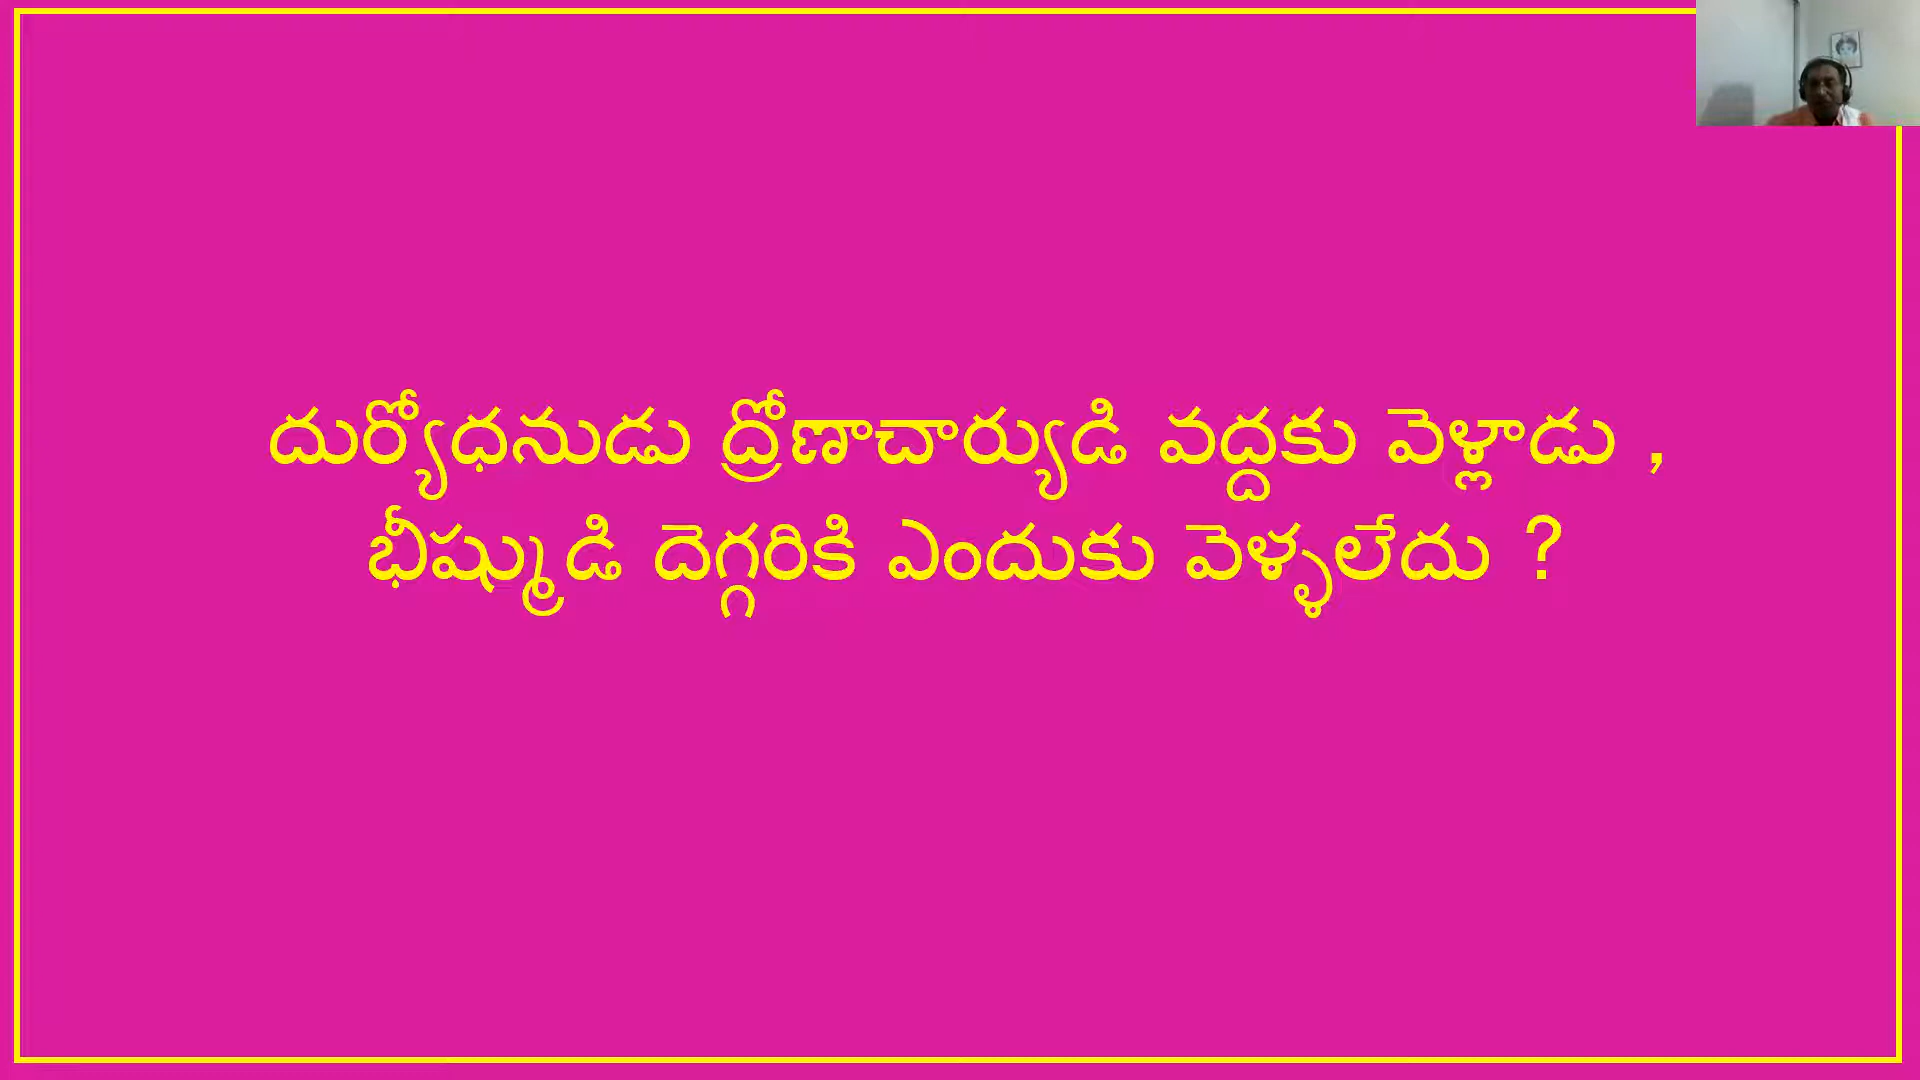 దుర్యోధనుడు ద్రోణాచార్యుడి వద్దకు వెళ్లాడు ,
భీష్ముడి దెగ్గరికి ఎందుకు వెళ్ళలేదు ?